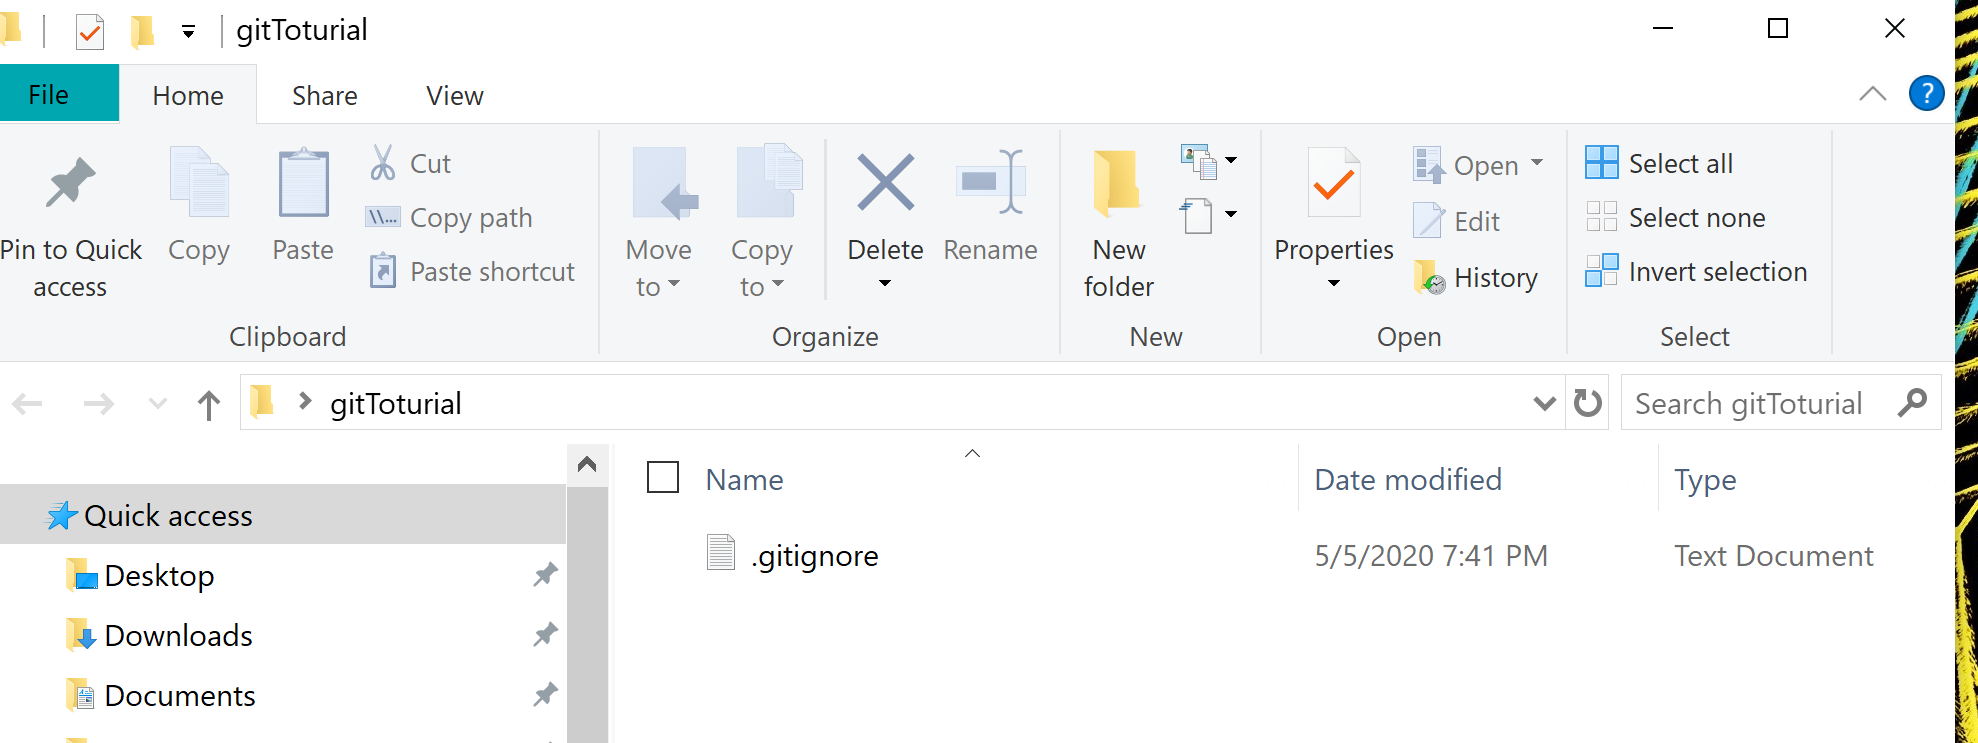 gitToturial
File Home Share View
?
Pin to Quick access
Copy
Paste
Cut
\\...
Copy path
Paste shortcut
Clipboard
Move to
Copy to
Delete
Rename
Organize
New folder
New
Properties
Open
Edit
History
Open
Select all
Select none
Invert selection
Select
gitToturial
Search gitToturial
Quick access
Desktop
Downloads
Documents
Name Date modified Type
.gitignore 5/5/2020 7:41 PM Text Document